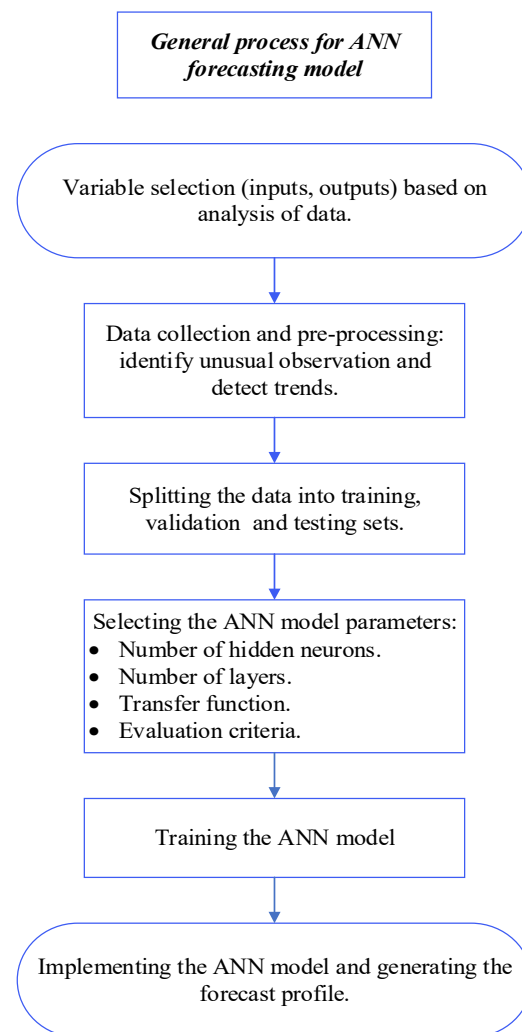 General process for ANN
forecasting model
Variable selection (inputs, outputs) based on
analysis of data.
Data collection and pre-processing:
identify unusual observation and
detect trends.
Splitting the data into training,
validation and testing sets.
Selecting the ANN model parameters:
• Number of hidden neurons.
• Number of layers.
• Transfer function.
• Evaluation criteria.
Training the ANN model
Implementing the ANN model and generating the
forecast profile.